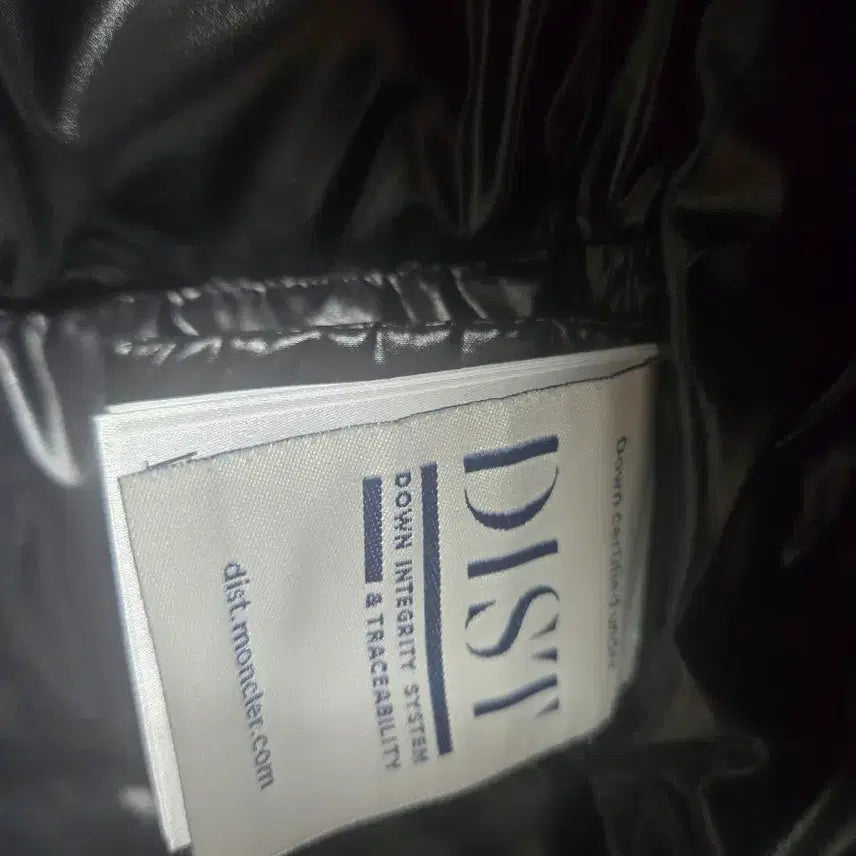 Down certified under
DIST
DOWN INTEGRITY SYSTEM
& TRACEABILITY
dist.moncler.com